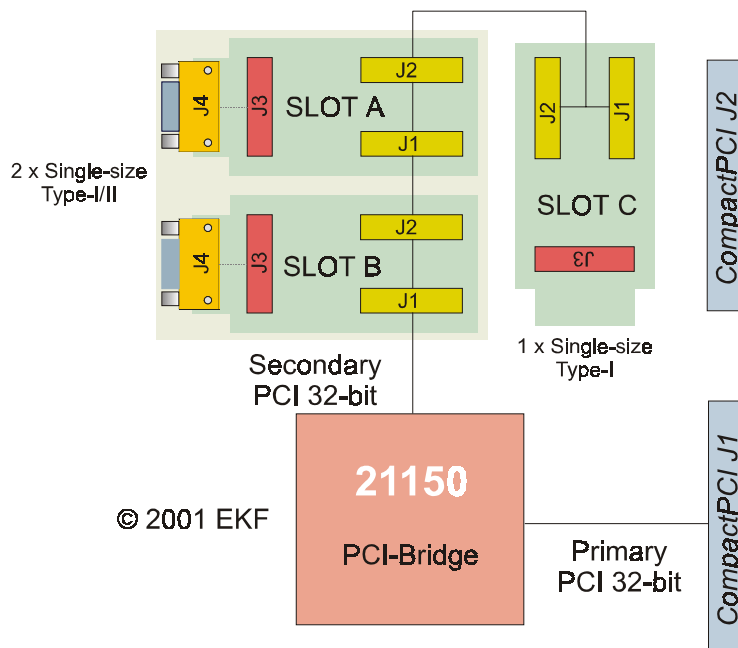 J4
J3
SLOT A
J2
J1
2 x Single-size
Type-I/II
J4
J3
SLOT B
J2
J1
J2
J1
SLOT C
J3
1 x Single-size
Type-I
CompactPCI J2
Secondary
PCI 32-bit
21150
PCI-Bridge
© 2001 EKF
Primary
PCI 32-bit
CompactPCI J1